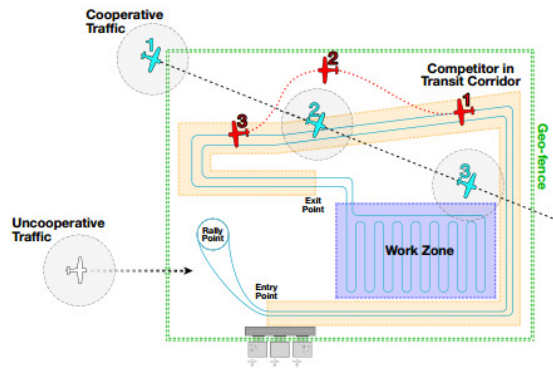 Cooperative
Traffic
1
2
Competitor in
Transit Corridor
1
2
3
3
Geo-fence
Exit
Point
Uncooperative
Traffic
Rally
Point
Work Zone
Entry
Point